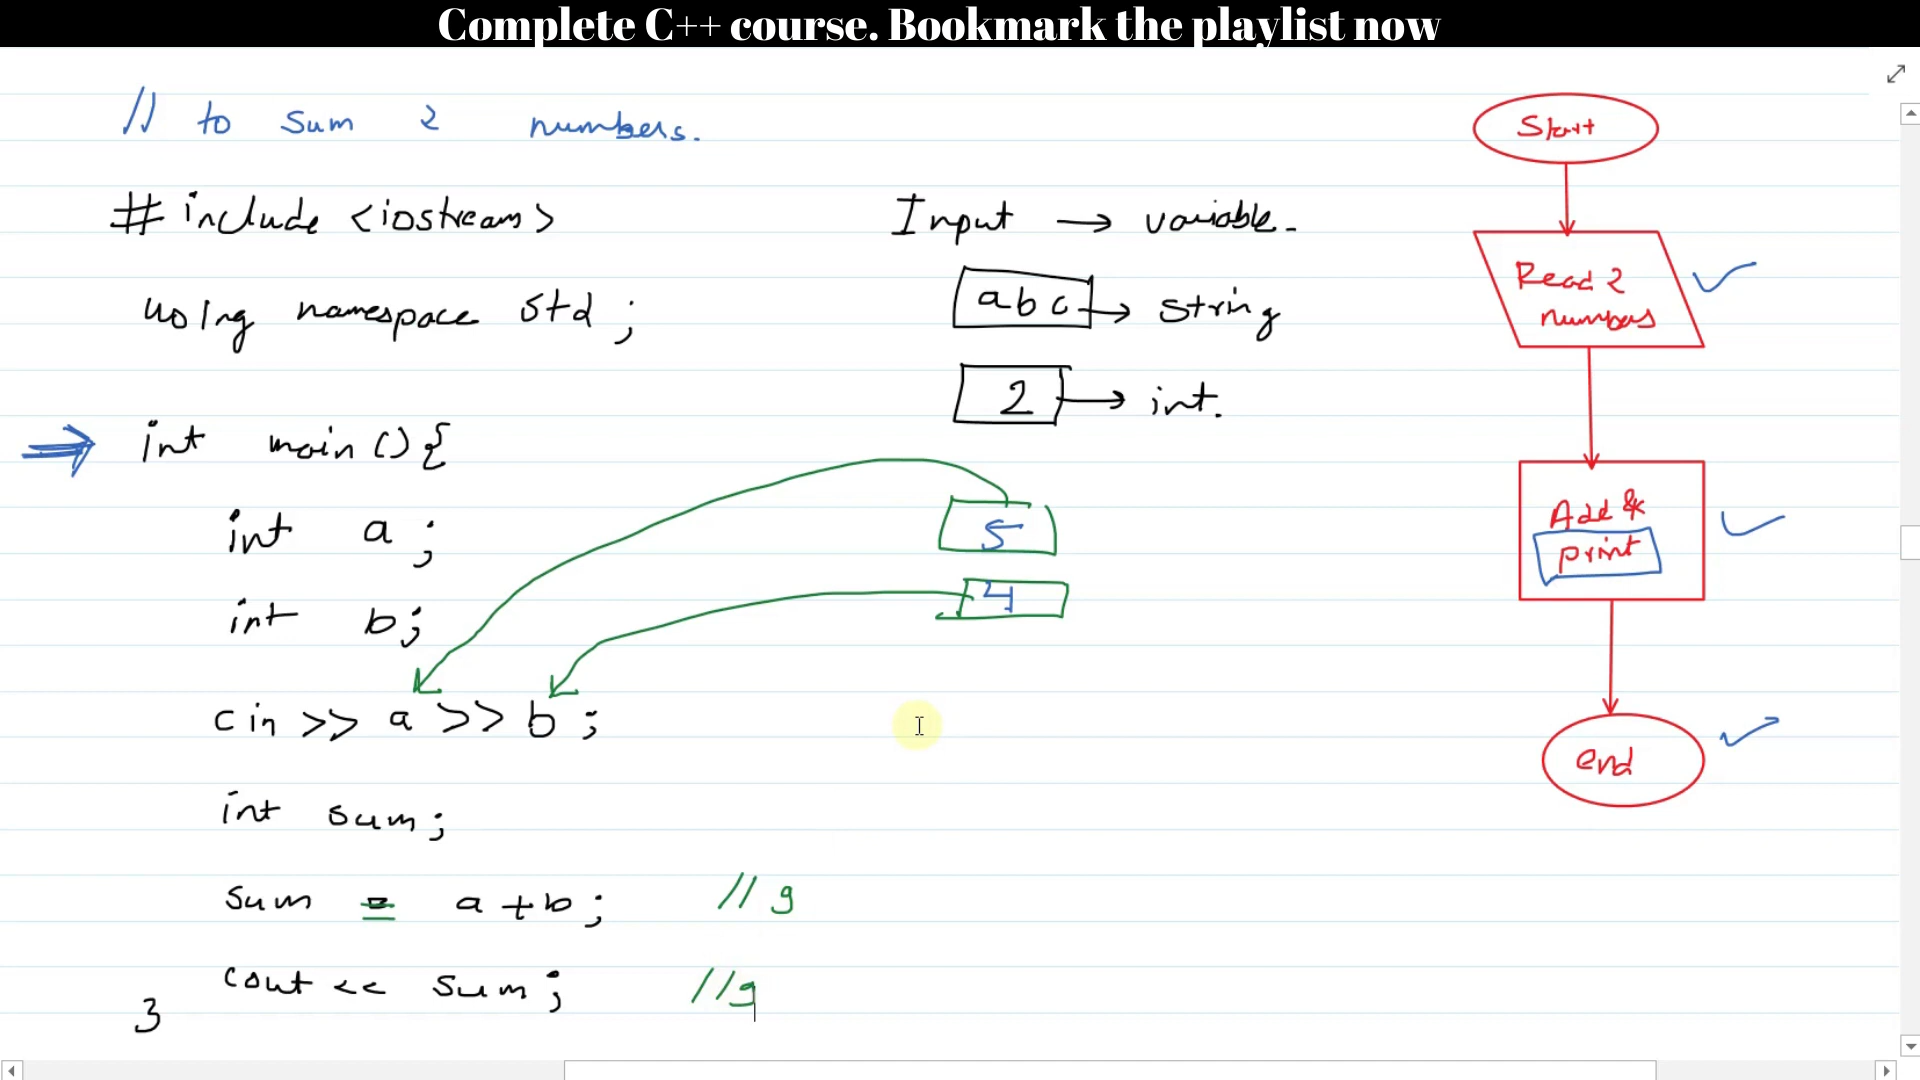 Complete C++ course. Bookmark the playlist now
// to sum 2 numbers.
# include <iostream>
using namespace std ;
int main () {
int a ;
int b ;
cin >> a >> b ;
int sum ;
sum = a + b ; // 9
cout << sum ; // 9
}
Input → variable.
abc → string
2 → int.
5
4
Start
Read 2
numbers
Add &
print
end